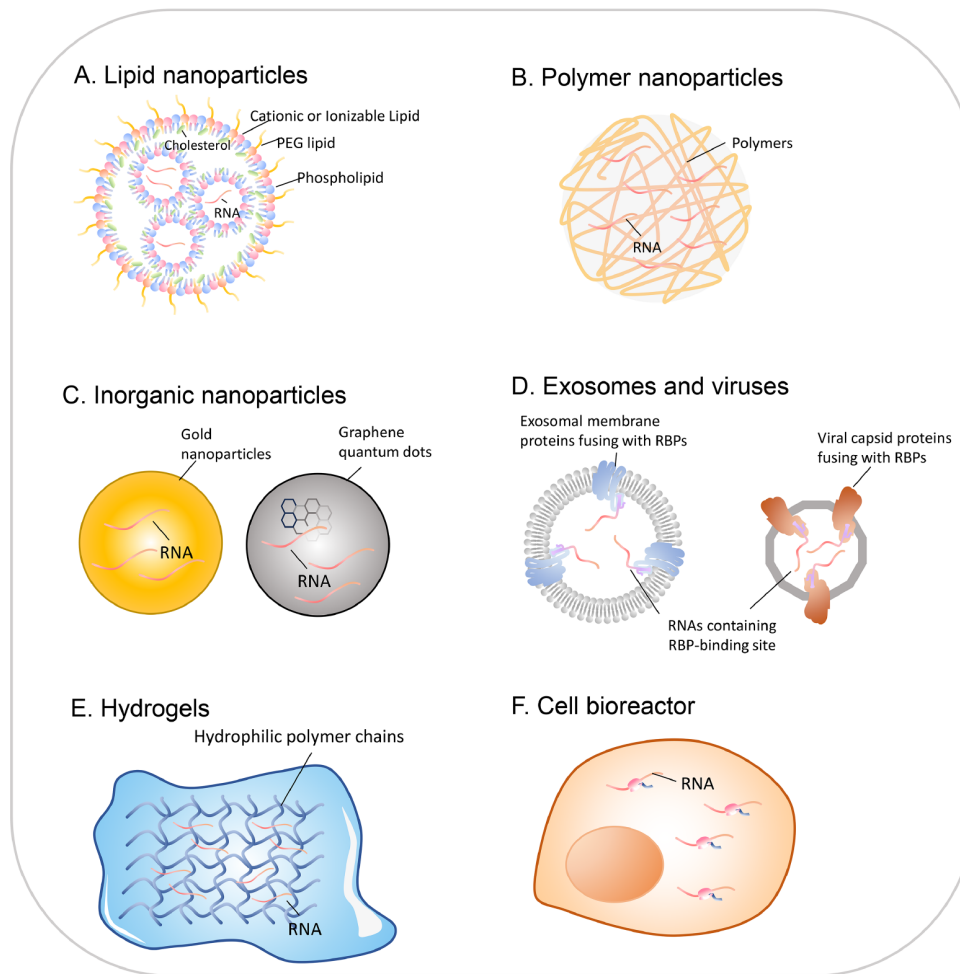 A. Lipid nanoparticles
Cationic or Ionizable Lipid
Cholesterol
PEG lipid
Phospholipid
RNA
B. Polymer nanoparticles
Polymers
RNA
C. Inorganic nanoparticles
Gold
nanoparticles
RNA
Graphene
quantum dots
RNA
D. Exosomes and viruses
Exosomal membrane
proteins fusing with RBPs
Viral capsid proteins
fusing with RBPs
RNAs containing
RBP-binding site
E. Hydrogels
Hydrophilic polymer chains
RNA
F. Cell bioreactor
RNA